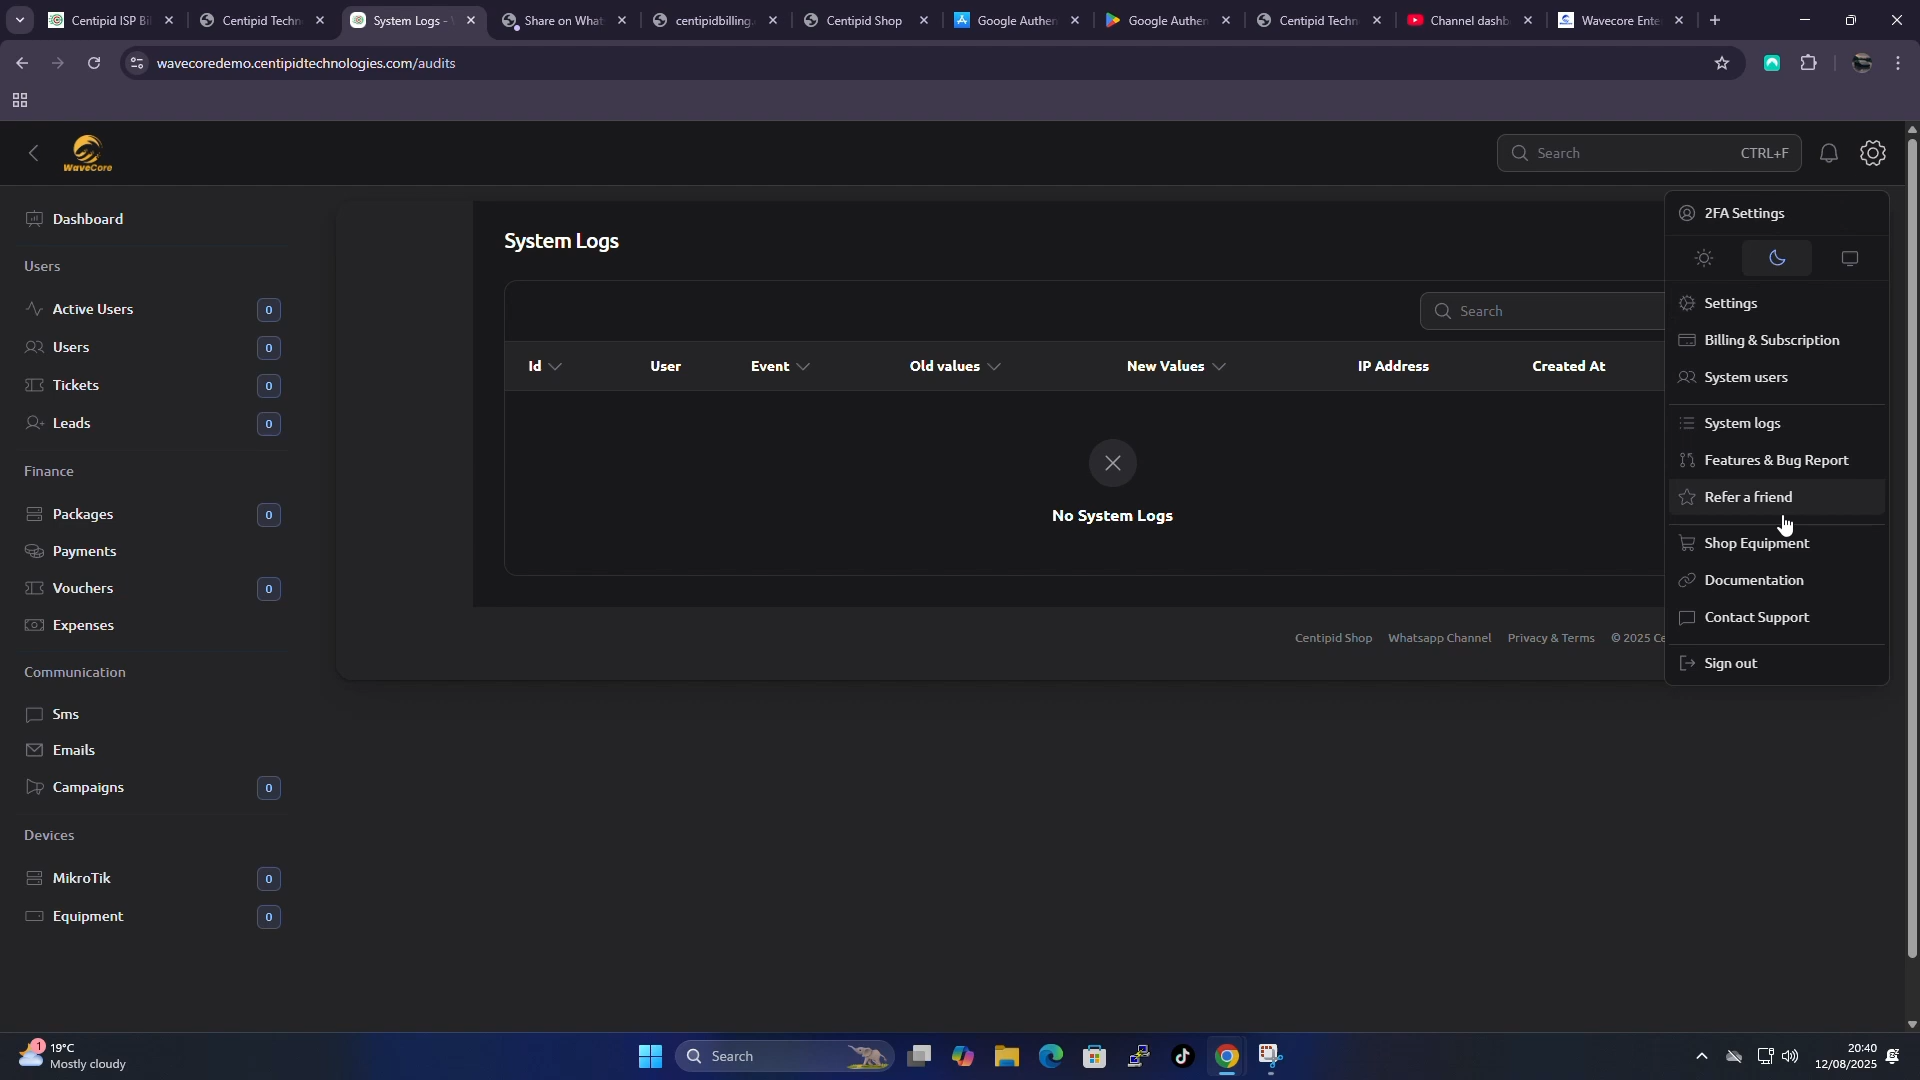 Centipid ISP Bi
Centipid Techn
System Logs -
Share on What
centipidbilling.
Centipid Shop
Google Authen
Google Authen
Centipid Techn
Channel dashb
Wavecore Ente
wavecoredemo.centipidtechnologies.com/audits
WaveCore
Search CTRL+F
Dashboard
Users
Active Users 0
Users 0
Tickets 0
Leads 0
Finance
Packages 0
Payments
Vouchers 0
Expenses
Communication
Sms
Emails
Campaigns 0
Devices
MikroTik 0
Equipment 0
System Logs
Search
Id User Event Old values New Values IP Address Created At
No System Logs
Centipid Shop Whatsapp Channel Privacy & Terms © 2025 Ce
2FA Settings
Settings
Billing & Subscription
System users
System logs
Features & Bug Report
Refer a friend
Shop Equipment
Documentation
Contact Support
Sign out
1
19°C
Mostly cloudy
Search
20:40
12/08/2025